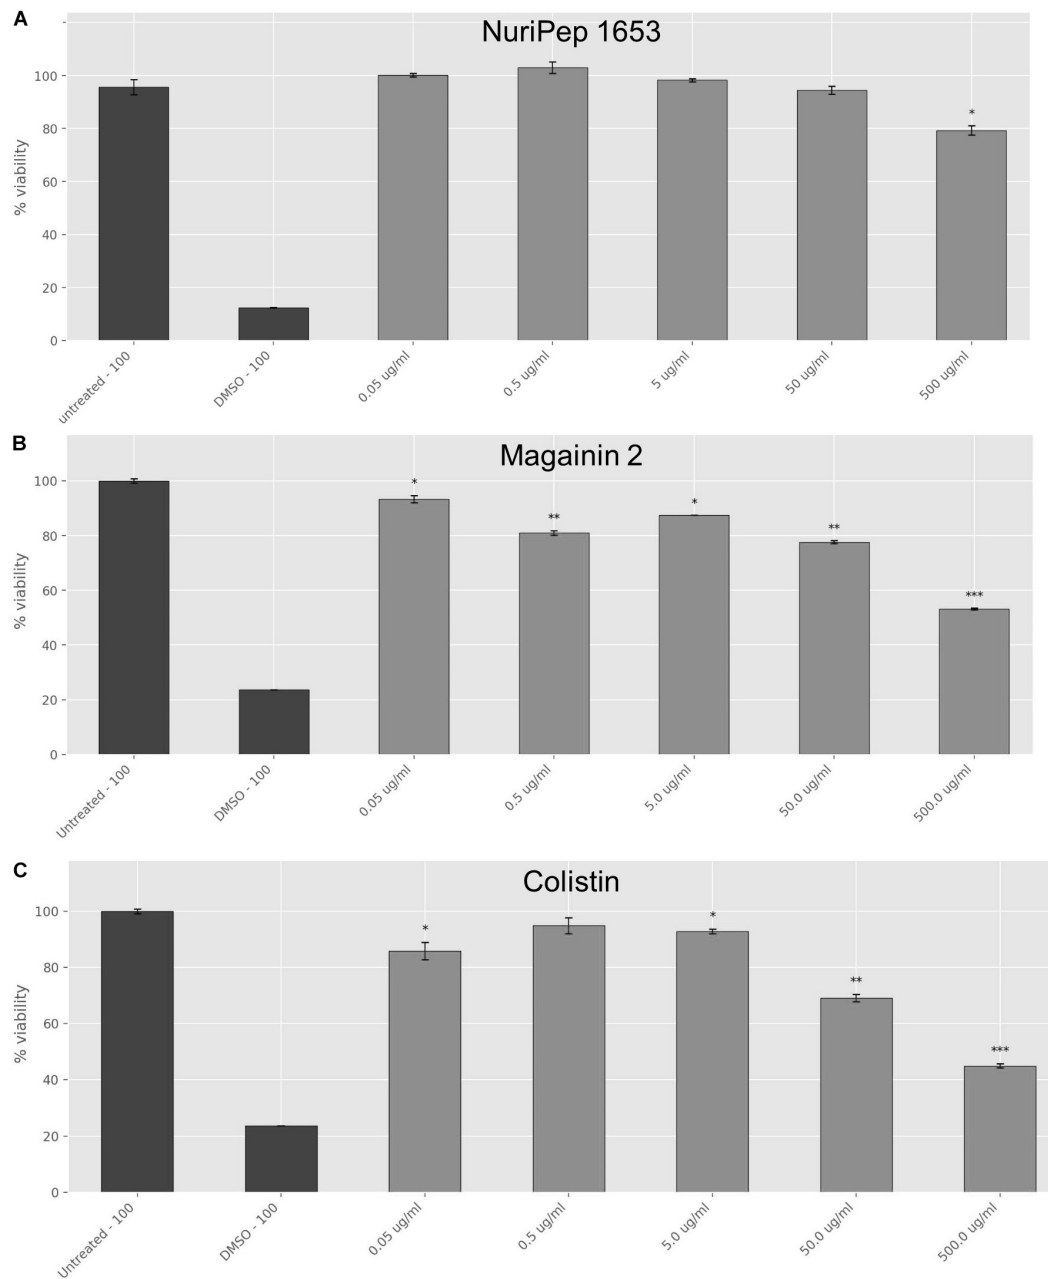 A
NuriPep 1653
% viability
100
80
60
40
20
0
*
untreated - 100
DMSO - 100
0.05 ug/ml
0.5 ug/ml
5 ug/ml
50 ug/ml
500 ug/ml
B
Magainin 2
% viability
100
80
60
40
20
0
*
**
*
**
***
Untreated - 100
DMSO - 100
0.05 ug/ml
0.5 ug/ml
5.0 ug/ml
50.0 ug/ml
500.0 ug/ml
C
Colistin
% viability
100
80
60
40
20
0
*
*
**
***
Untreated - 100
DMSO - 100
0.05 ug/ml
0.5 ug/ml
5.0 ug/ml
50.0 ug/ml
500.0 ug/ml